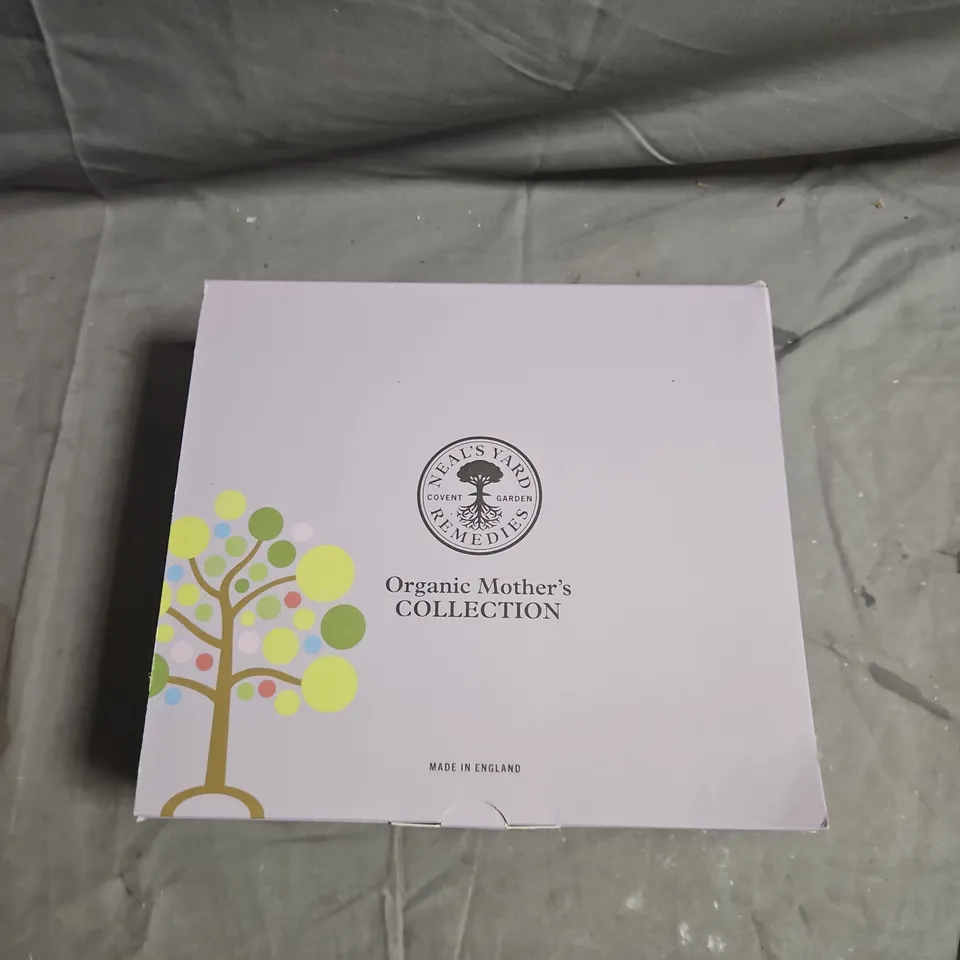 NEAL'S YARD
COVENT GARDEN
REMEDIES
Organic Mother's
COLLECTION
MADE IN ENGLAND